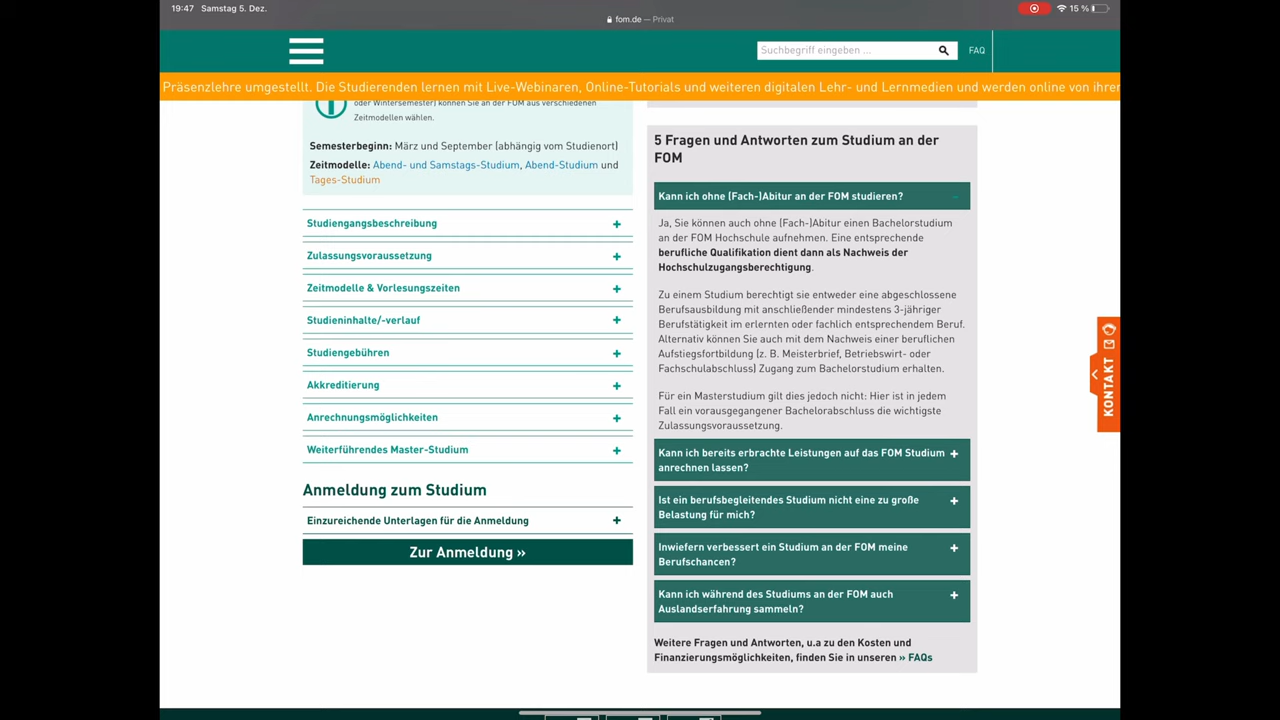 19:47 Samstag 5. Dez.
15 %
fom.de — Privat
Suchbegriff eingeben ...
FAQ
Präsenzlehre umgestellt. Die Studierenden lernen mit Live-Webinaren, Online-Tutorials und weiteren digitalen Lehr- und Lernmedien und werden online von ihren
oder Wintersemester) können Sie an der FOM aus verschiedenen
Zeitmodellen wählen.
Semesterbeginn: März und September (abhängig vom Studienort)
Zeitmodelle: Abend- und Samstags-Studium, Abend-Studium und
Tages-Studium
Studiengangsbeschreibung
Zulassungsvoraussetzung
Zeitmodelle & Vorlesungszeiten
Studieninhalte/-verlauf
Studiengebühren
Akkreditierung
Anrechnungsmöglichkeiten
Weiterführendes Master-Studium
Anmeldung zum Studium
Einzureichende Unterlagen für die Anmeldung
Zur Anmeldung »
5 Fragen und Antworten zum Studium an der
FOM
Kann ich ohne (Fach-)Abitur an der FOM studieren?
Ja, Sie können auch ohne (Fach-)Abitur einen Bachelorstudium
an der FOM Hochschule aufnehmen. Eine entsprechende
berufliche Qualifikation dient dann als Nachweis der
Hochschulzugangsberechtigung.
Zu einem Studium berechtigt sie entweder eine abgeschlossene
Berufsausbildung mit anschließender mindestens 3-jähriger
Berufstätigkeit im erlernten oder fachlich entsprechendem Beruf.
Alternativ können Sie auch mit dem Nachweis einer beruflichen
Aufstiegsfortbildung (z. B. Meisterbrief, Betriebswirt- oder
Fachschulabschluss) Zugang zum Bachelorstudium erhalten.
Für ein Masterstudium gilt dies jedoch nicht: Hier ist in jedem
Fall ein vorausgegangener Bachelorabschluss die wichtigste
Zulassungsvoraussetzung.
Kann ich bereits erbrachte Leistungen auf das FOM Studium
anrechnen lassen?
Ist ein berufsbegleitendes Studium nicht eine zu große
Belastung für mich?
Inwiefern verbessert ein Studium an der FOM meine
Berufschancen?
Kann ich während des Studiums an der FOM auch
Auslandserfahrung sammeln?
Weitere Fragen und Antworten, u.a zu den Kosten und
Finanzierungsmöglichkeiten, finden Sie in unseren » FAQs
KONTAKT